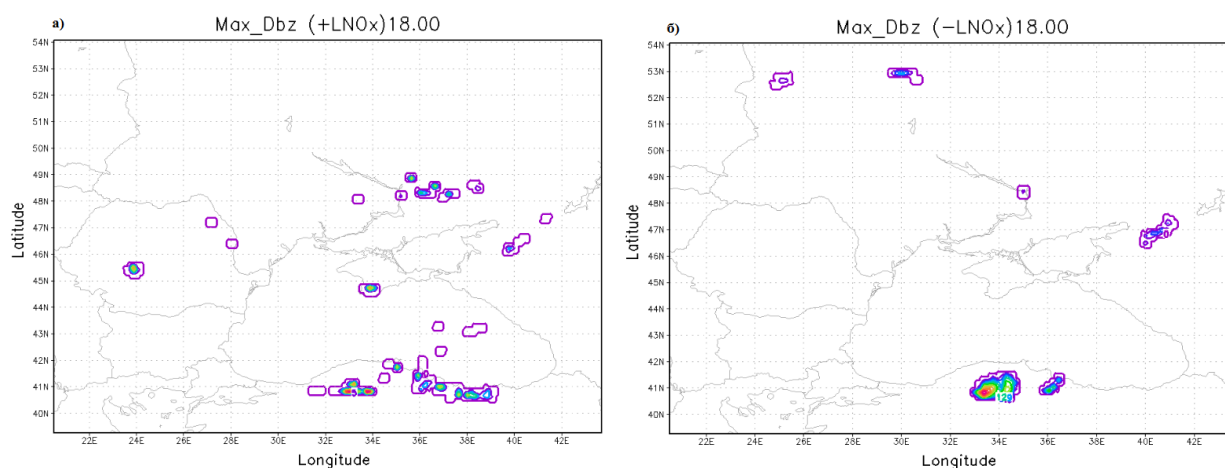 а)
Max_Dbz (+LNOx)18.00
54N
53N
52N
51N
50N
49N
48N
47N
46N
45N
44N
43N
42N
41N
40N
Latitude
22E 24E 26E 28E 30E 32E 34E 36E 38E 40E 42E
Longitude
б)
Max_Dbz (−LNOx)18.00
54N
53N
52N
51N
50N
49N
48N
47N
46N
45N
44N
43N
42N
41N
40N
Latitude
129
22E 24E 26E 28E 30E 32E 34E 36E 38E 40E 42E
Longitude